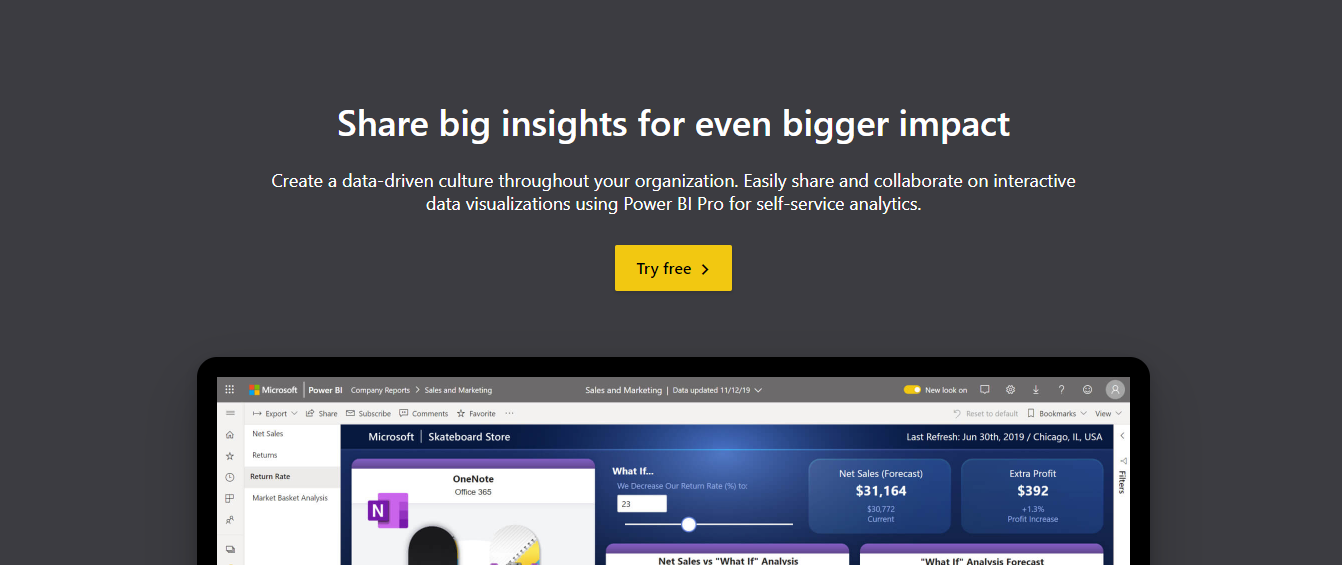 Share big insights for even bigger impact
Create a data-driven culture throughout your organization. Easily share and collaborate on interactive
data visualizations using Power BI Pro for self-service analytics.
Try free
Microsoft Power BI Company Reports Sales and Marketing Sales and Marketing | Data updated 11/12/19 New look on
Export Share Subscribe Comments Favorite ... Reset to default Bookmarks View
Net Sales
Returns
Return Rate
Market Basket Analysis
Microsoft Skateboard Store Last Refresh: Jun 30th, 2019 / Chicago, IL, USA
OneNote
Office 365
N
What If...
We Decrease Our Return Rate (%) to:
23
Net Sales (Forecast)
$31,164
$30,772
Current
Extra Profit
$392
+1.3%
Profit Increase
Filters
Net Sales vs "What If" Analysis
"What If" Analysis Forecast